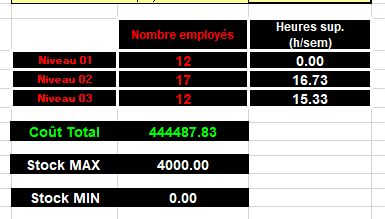 Nombre employés Heures sup. (h/sem)
Niveau 01 12 0.00
Niveau 02 17 16.73
Niveau 03 12 15.33
Coût Total 444487.83
Stock MAX 4000.00
Stock MIN 0.00